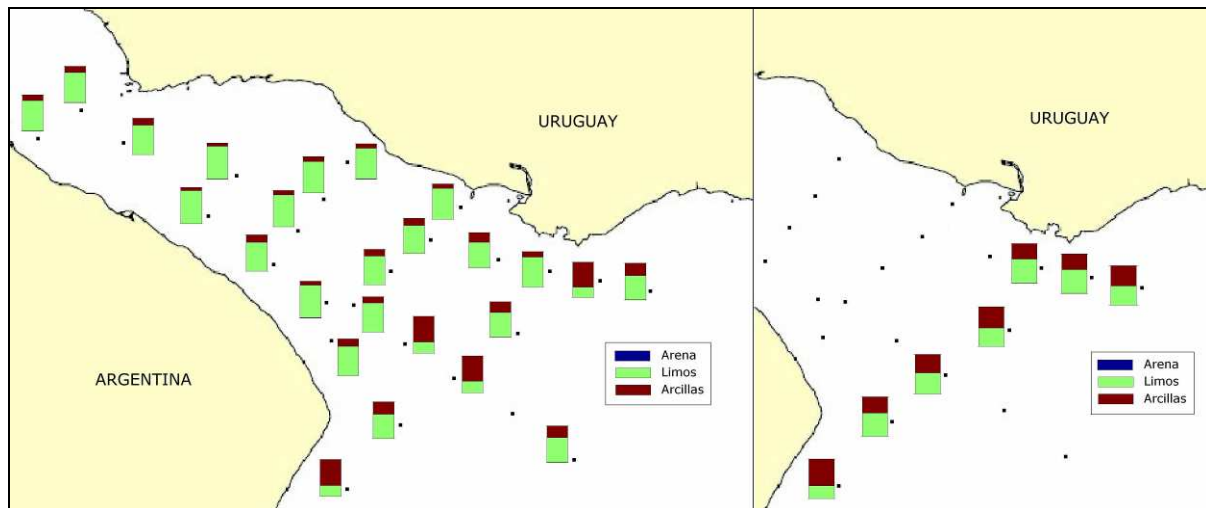 URUGUAY
ARGENTINA
Arena
Limos
Arcillas
URUGUAY
Arena
Limos
Arcillas